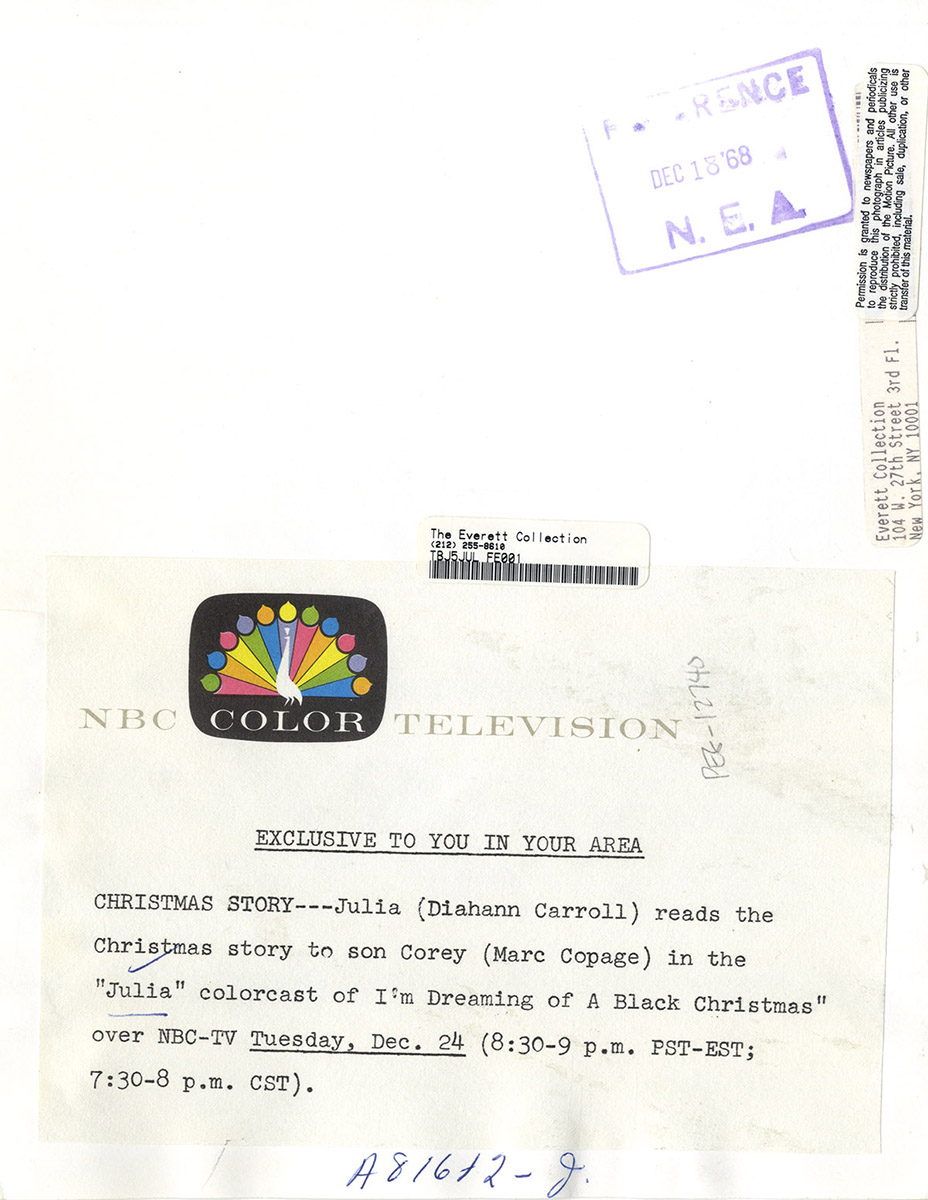 RENCE
DEC 18'68
N. E. A.
Permission is granted to newspapers and periodicals
to reproduce this photograph in articles publicizing
the distribution of the Motion Picture. All other use is
strictly prohibited, including sale, duplication, or other
transfer of this material.
Everett Collection
104 W. 27th Street 3rd Fl.
New York, NY 10001
The Everett Collection
(212) 255-8610
TBJ5JUL FE001
NBC COLOR TELEVISION
PEG-12740
EXCLUSIVE TO YOU IN YOUR AREA
CHRISTMAS STORY---Julia (Diahann Carroll) reads the
Christmas story to son Corey (Marc Copage) in the
"Julia" colorcast of I'm Dreaming of A Black Christmas"
over NBC-TV Tuesday, Dec. 24 (8:30-9 p.m. PST-EST;
7:30-8 p.m. CST).
A81612-J.